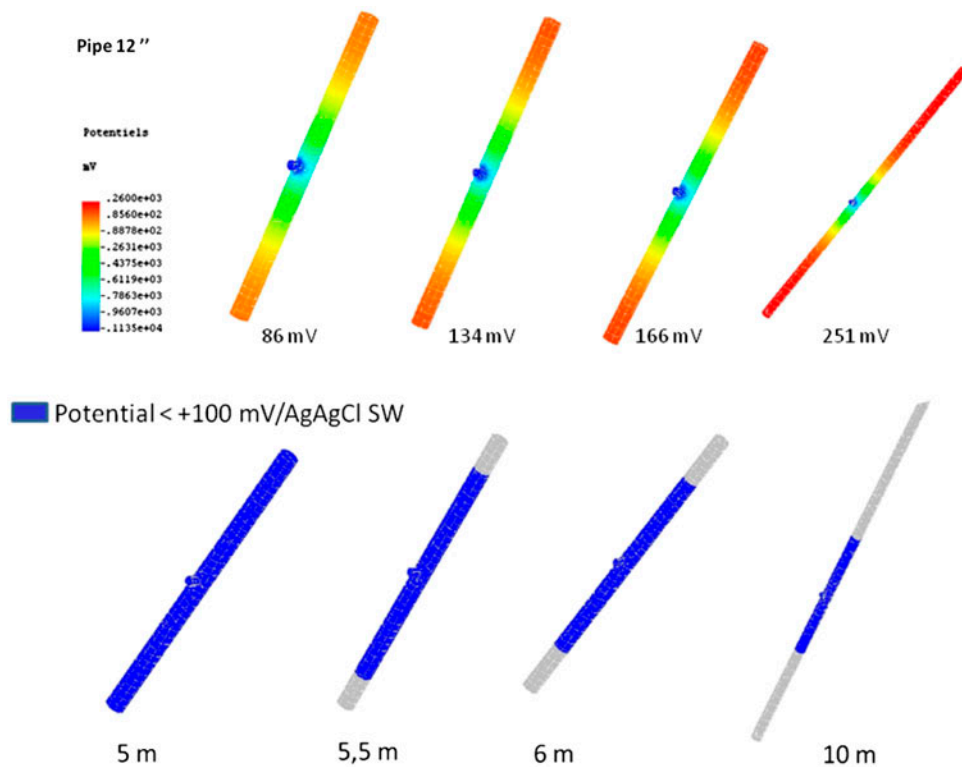 Pipe 12 ″
Potentiels
mV
.2600e+03
.8560e+02
-.8878e+02
-.2631e+03
-.4375e+03
-.6119e+03
-.7863e+03
-.9607e+03
-.1135e+04
86 mV
134 mV
166 mV
251 mV
Potential < +100 mV/AgAgCl SW
5 m
5,5 m
6 m
10 m